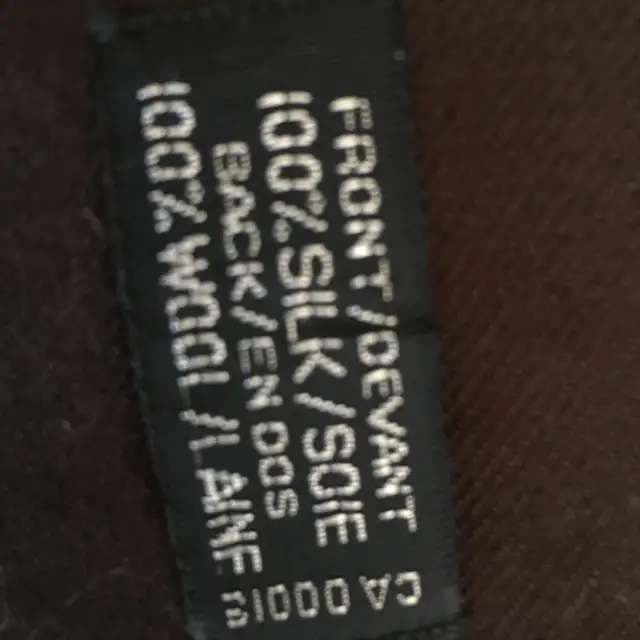 FRONT/DEVANT
100% SILK/SOIE
BACK/EN DOS
100% WOOL/LAINE
CA 00013